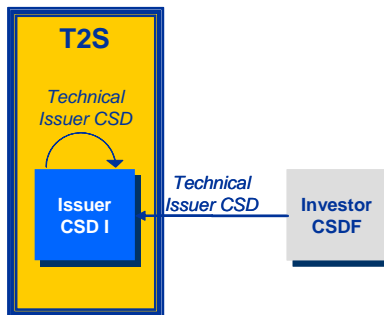 T2S
Technical
Issuer CSD
Technical
Issuer CSD
Issuer
CSD I
Investor
CSDF